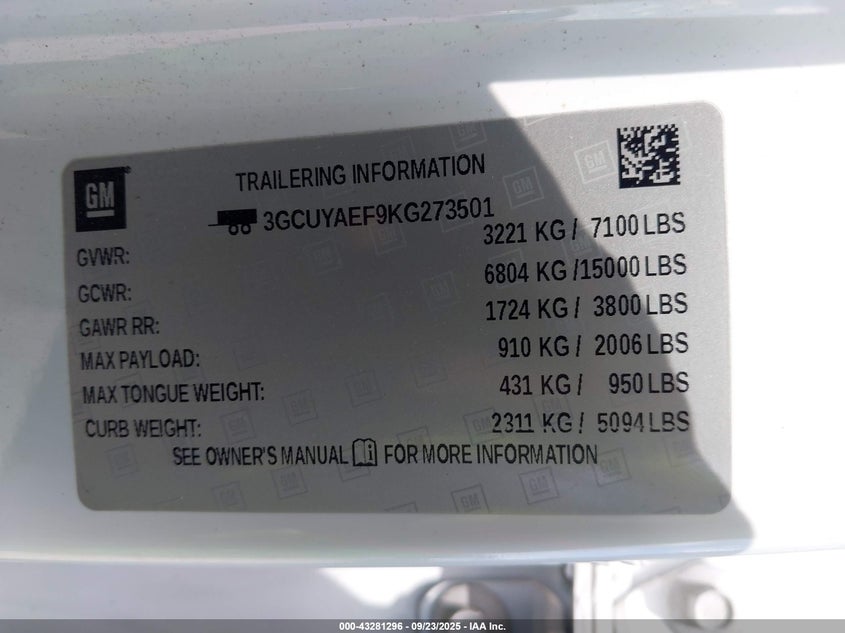 GM
TRAILERING INFORMATION
3GCUYAEF9KG273501
GVWR: 3221 KG / 7100 LBS
GCWR: 6804 KG /15000 LBS
GAWR RR: 1724 KG / 3800 LBS
MAX PAYLOAD: 910 KG / 2006 LBS
MAX TONGUE WEIGHT: 431 KG / 950 LBS
CURB WEIGHT: 2311 KG / 5094 LBS
SEE OWNER'S MANUAL FOR MORE INFORMATION
000-43281296 - 09/23/2025 - IAA Inc.